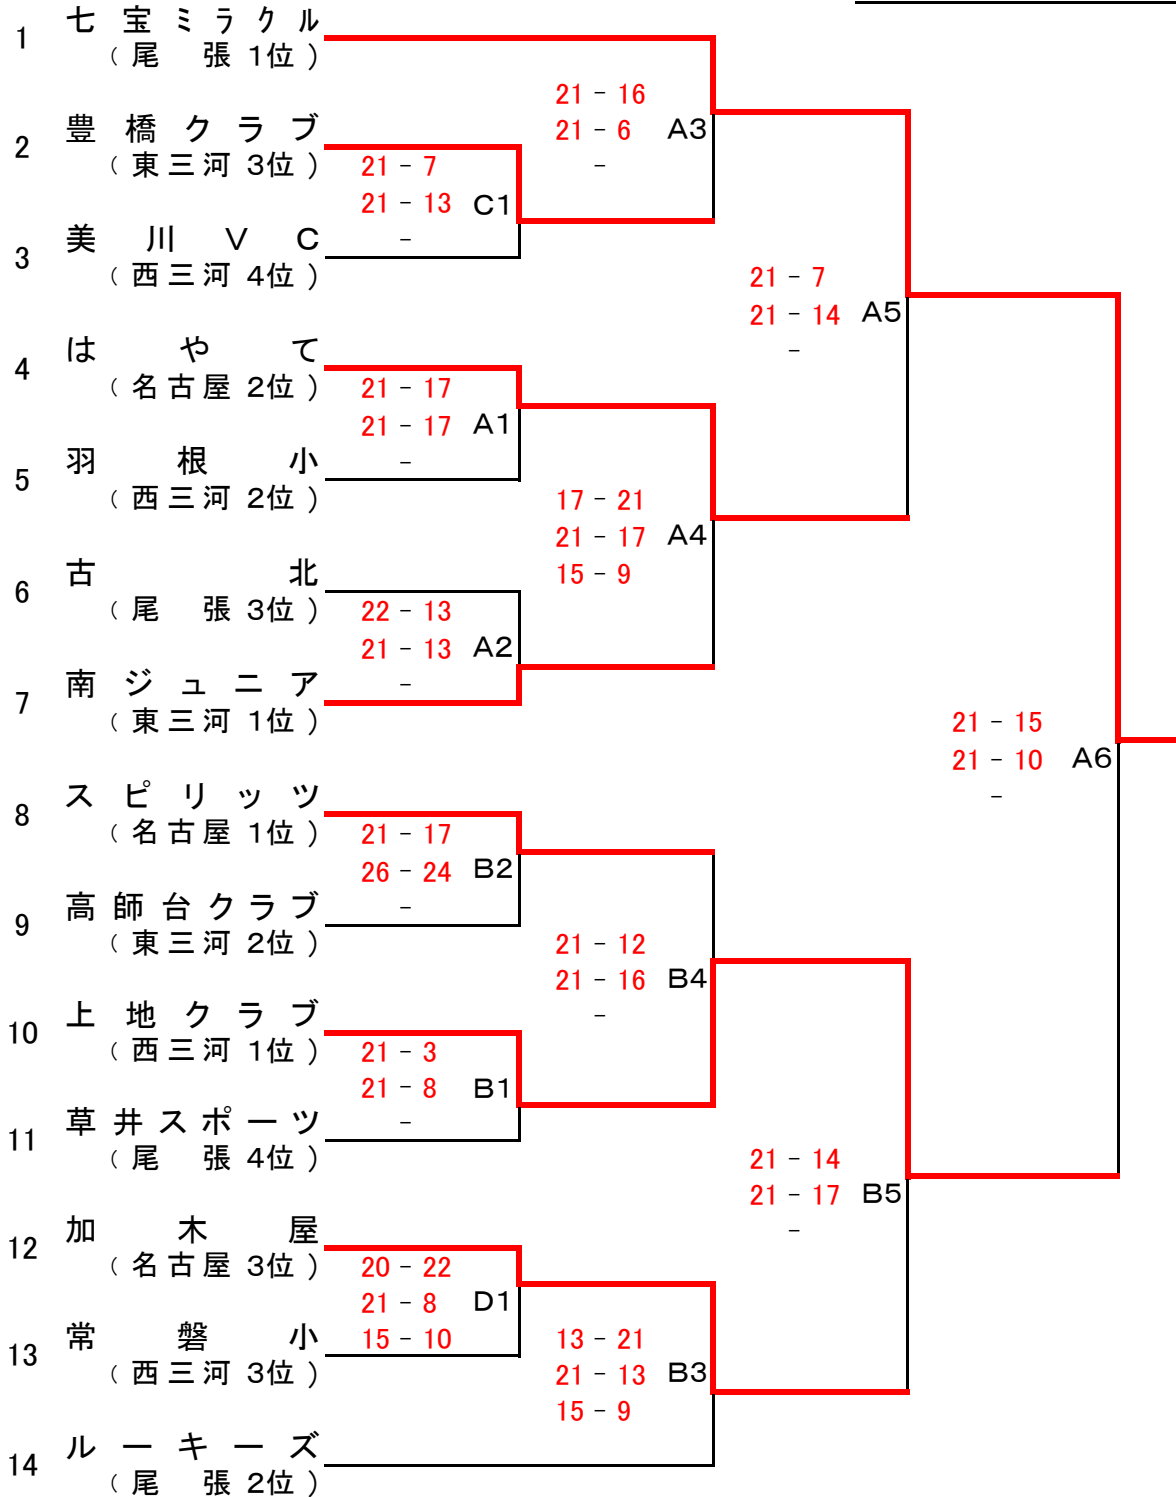 1 七宝ミラクル
（尾 張 1位）
21 - 16
21 - 6 A3
-
2 豊橋クラブ
（東三河 3位）
21 - 7
21 - 13 C1
-
3 美川VC
（西三河 4位）
21 - 7
21 - 14 A5
-
4 はやて
（名古屋 2位）
21 - 17
21 - 17 A1
-
5 羽根小
（西三河 2位）
17 - 21
21 - 17 A4
15 - 9
6 古北
（尾 張 3位）
22 - 13
21 - 13 A2
-
7 南ジュニア
（東三河 1位）
21 - 15
21 - 10 A6
-
8 スピリッツ
（名古屋 1位）
21 - 17
26 - 24 B2
-
9 高師台クラブ
（東三河 2位）
21 - 12
21 - 16 B4
-
10 上地クラブ
（西三河 1位）
21 - 3
21 - 8 B1
-
11 草井スポーツ
（尾 張 4位）
21 - 14
21 - 17 B5
-
12 加木屋
（名古屋 3位）
20 - 22
21 - 8 D1
15 - 10
13 常磐小
（西三河 3位）
13 - 21
21 - 13 B3
15 - 9
14 ルーキーズ
（尾 張 2位）